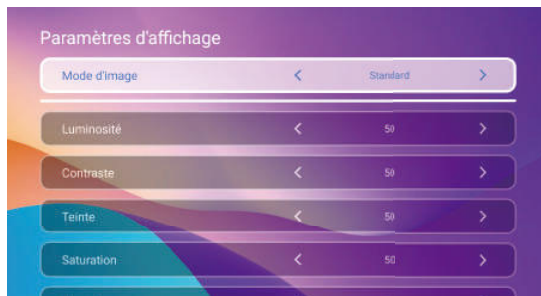 Paramètres d'affichage
Mode d'image < Standard >
Luminosité < 50 >
Contraste < 50 >
Teinte < 50 >
Saturation < 50 >